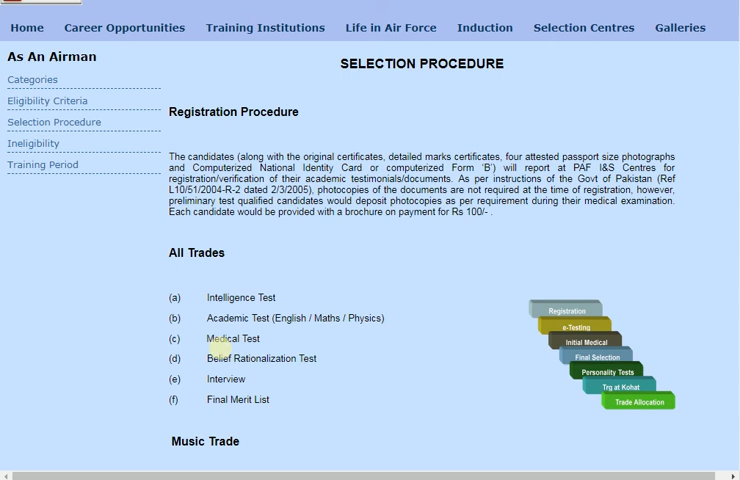 Home Career Opportunities Training Institutions Life in Air Force Induction Selection Centres Galleries
As An Airman
Categories
Eligibility Criteria
Selection Procedure
Ineligibility
Training Period
SELECTION PROCEDURE
Registration Procedure
The candidates (along with the original certificates, detailed marks certificates, four attested passport size photographs
and Computerized National Identity Card or computerized Form 'B') will report at PAF I&S Centres for
registration/verification of their academic testimonials/documents. As per instructions of the Govt of Pakistan (Ref
L10/51/2004-R-2 dated 2/3/2005), photocopies of the documents are not required at the time of registration, however,
preliminary test qualified candidates would deposit photocopies as per requirement during their medical examination.
Each candidate would be provided with a brochure on payment for Rs 100/- .
All Trades
(a) Intelligence Test
(b) Academic Test (English / Maths / Physics)
(c) Medical Test
(d) Belief Rationalization Test
(e) Interview
(f) Final Merit List
Registration
e-Testing
Initial Medical
Final Selection
Personality Tests
Trg at Kohat
Trade Allocation
Music Trade